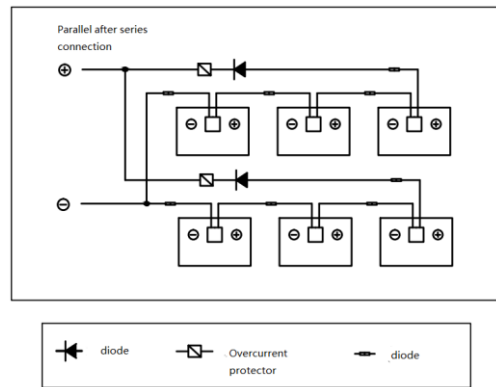 Parallel after series
connection
diode
Overcurrent
protector
diode